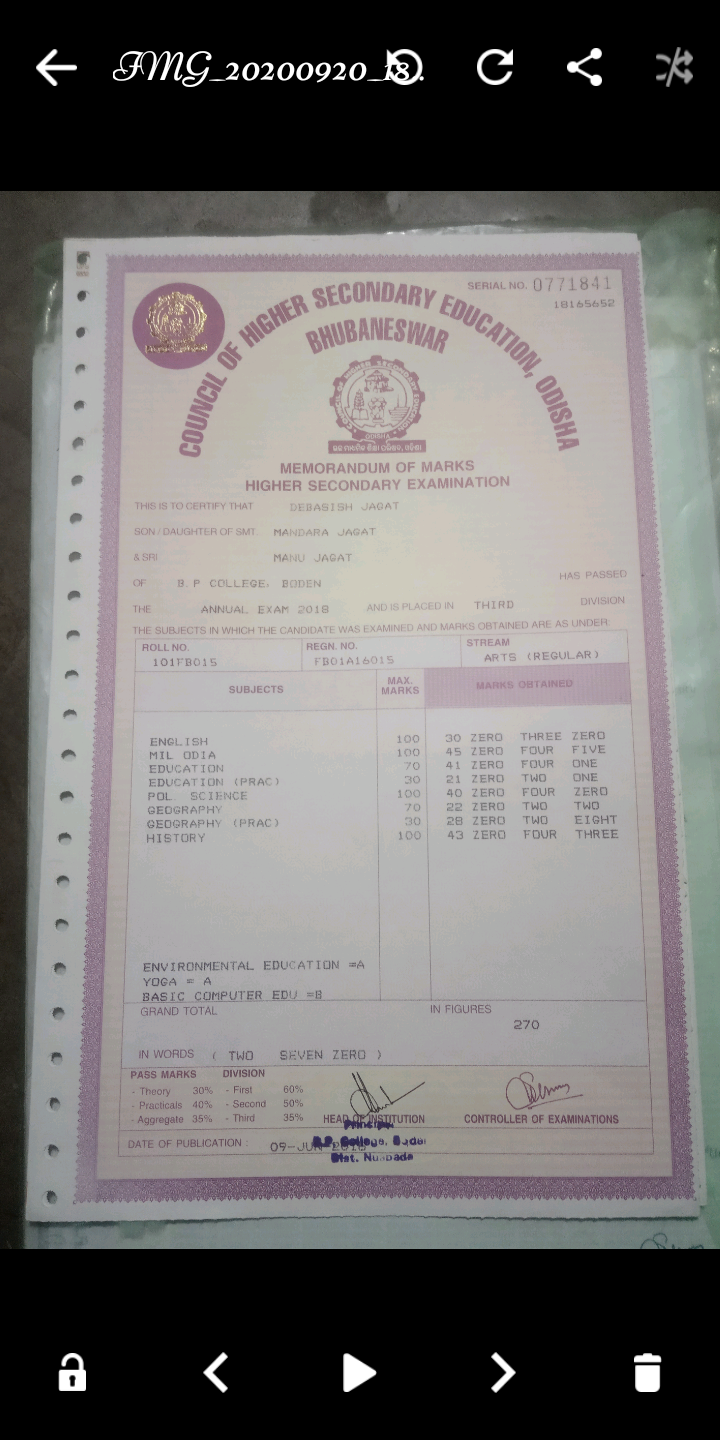 IMG_20200920_18.
SERIAL NO. 0771841
18165652
COUNCIL OF HIGHER SECONDARY EDUCATION, ODISHA
BHUBANESWAR
ODISHA
MEMORANDUM OF MARKS
HIGHER SECONDARY EXAMINATION
THIS IS TO CERTIFY THAT DEBASISH JAGAT
SON / DAUGHTER OF SMT. MANDARA JAGAT
& SRI MANU JAGAT
OF B.P COLLEGE, BODEN HAS PASSED
THE ANNUAL EXAM 2018 AND IS PLACED IN THIRD DIVISION
THE SUBJECTS IN WHICH THE CANDIDATE WAS EXAMINED AND MARKS OBTAINED ARE AS UNDER:
ROLL NO. REGN. NO. STREAM
101FB015 FB01A16015 ARTS (REGULAR)
SUBJECTS MAX. MARKS MARKS OBTAINED
ENGLISH 100 30 ZERO THREE ZERO
MIL ODIA 100 45 ZERO FOUR FIVE
EDUCATION 70 41 ZERO FOUR ONE
EDUCATION (PRAC) 30 21 ZERO TWO ONE
POL. SCIENCE 100 40 ZERO FOUR ZERO
GEOGRAPHY 70 22 ZERO TWO TWO
GEOGRAPHY (PRAC) 30 28 ZERO TWO EIGHT
HISTORY 100 43 ZERO FOUR THREE
ENVIRONMENTAL EDUCATION =A
YOGA = A
BASIC COMPUTER EDU =B
GRAND TOTAL IN FIGURES
270
IN WORDS ( TWO SEVEN ZERO )
PASS MARKS DIVISION
- Theory 30% - First 60%
- Practicals 40% - Second 50%
- Aggregate 35% - Third 35%
HEAD OF INSTITUTION CONTROLLER OF EXAMINATIONS
Principal
DATE OF PUBLICATION : 09-JUN-2018
B.P. College, Boden
Dist. Nuapada